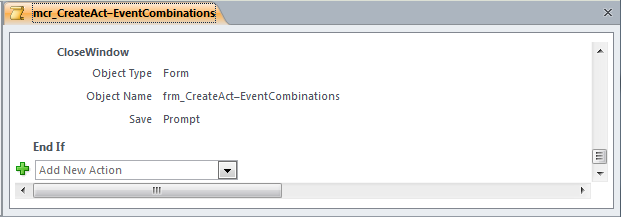 mcr_CreateAct–EventCombinations
CloseWindow
Object Type Form
Object Name frm_CreateAct–EventCombinations
Save Prompt
End If
Add New Action